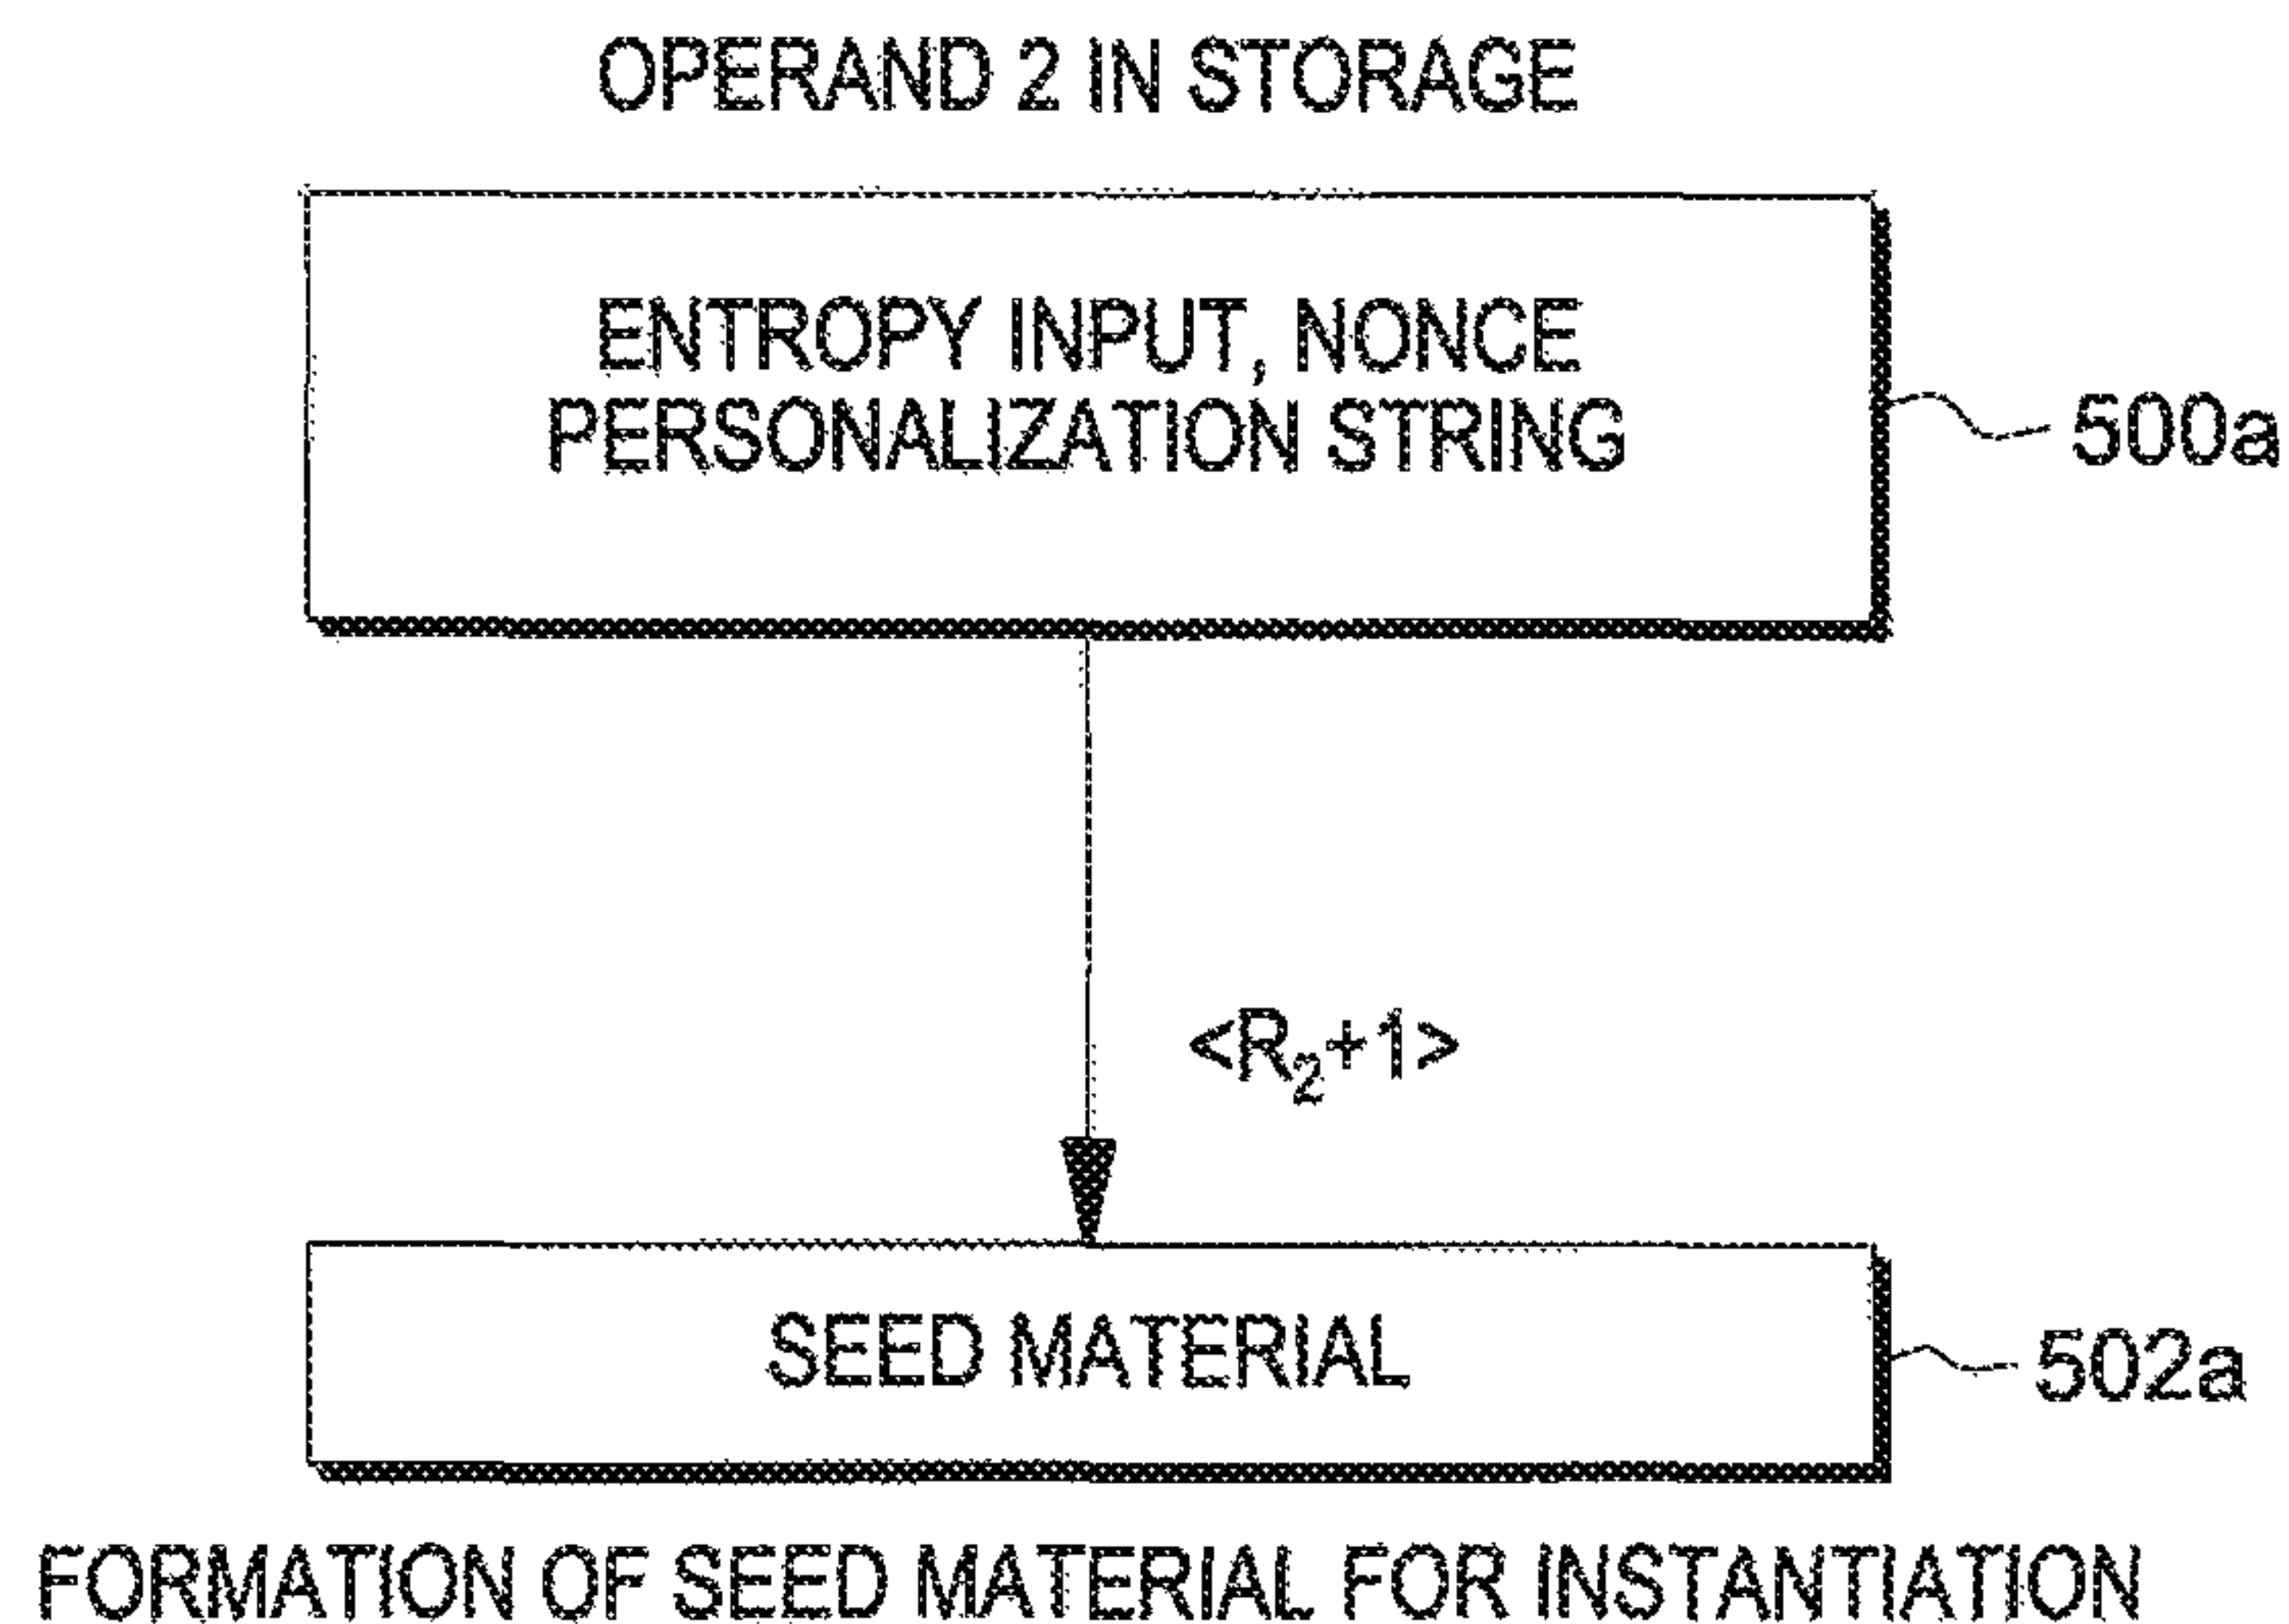 OPERAND 2 IN STORAGE
ENTROPY INPUT, NONCE
PERSONALIZATION STRING
500a
<R₂+1>
SEED MATERIAL
502a
FORMATION OF SEED MATERIAL FOR INSTANTIATION